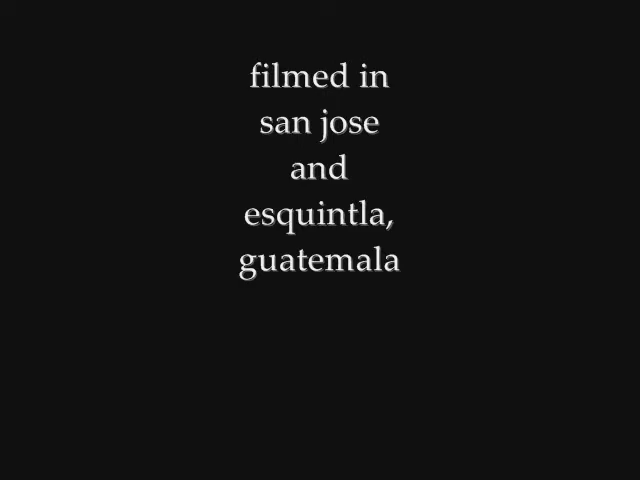 filmed in
san jose
and
esquintla,
guatemala